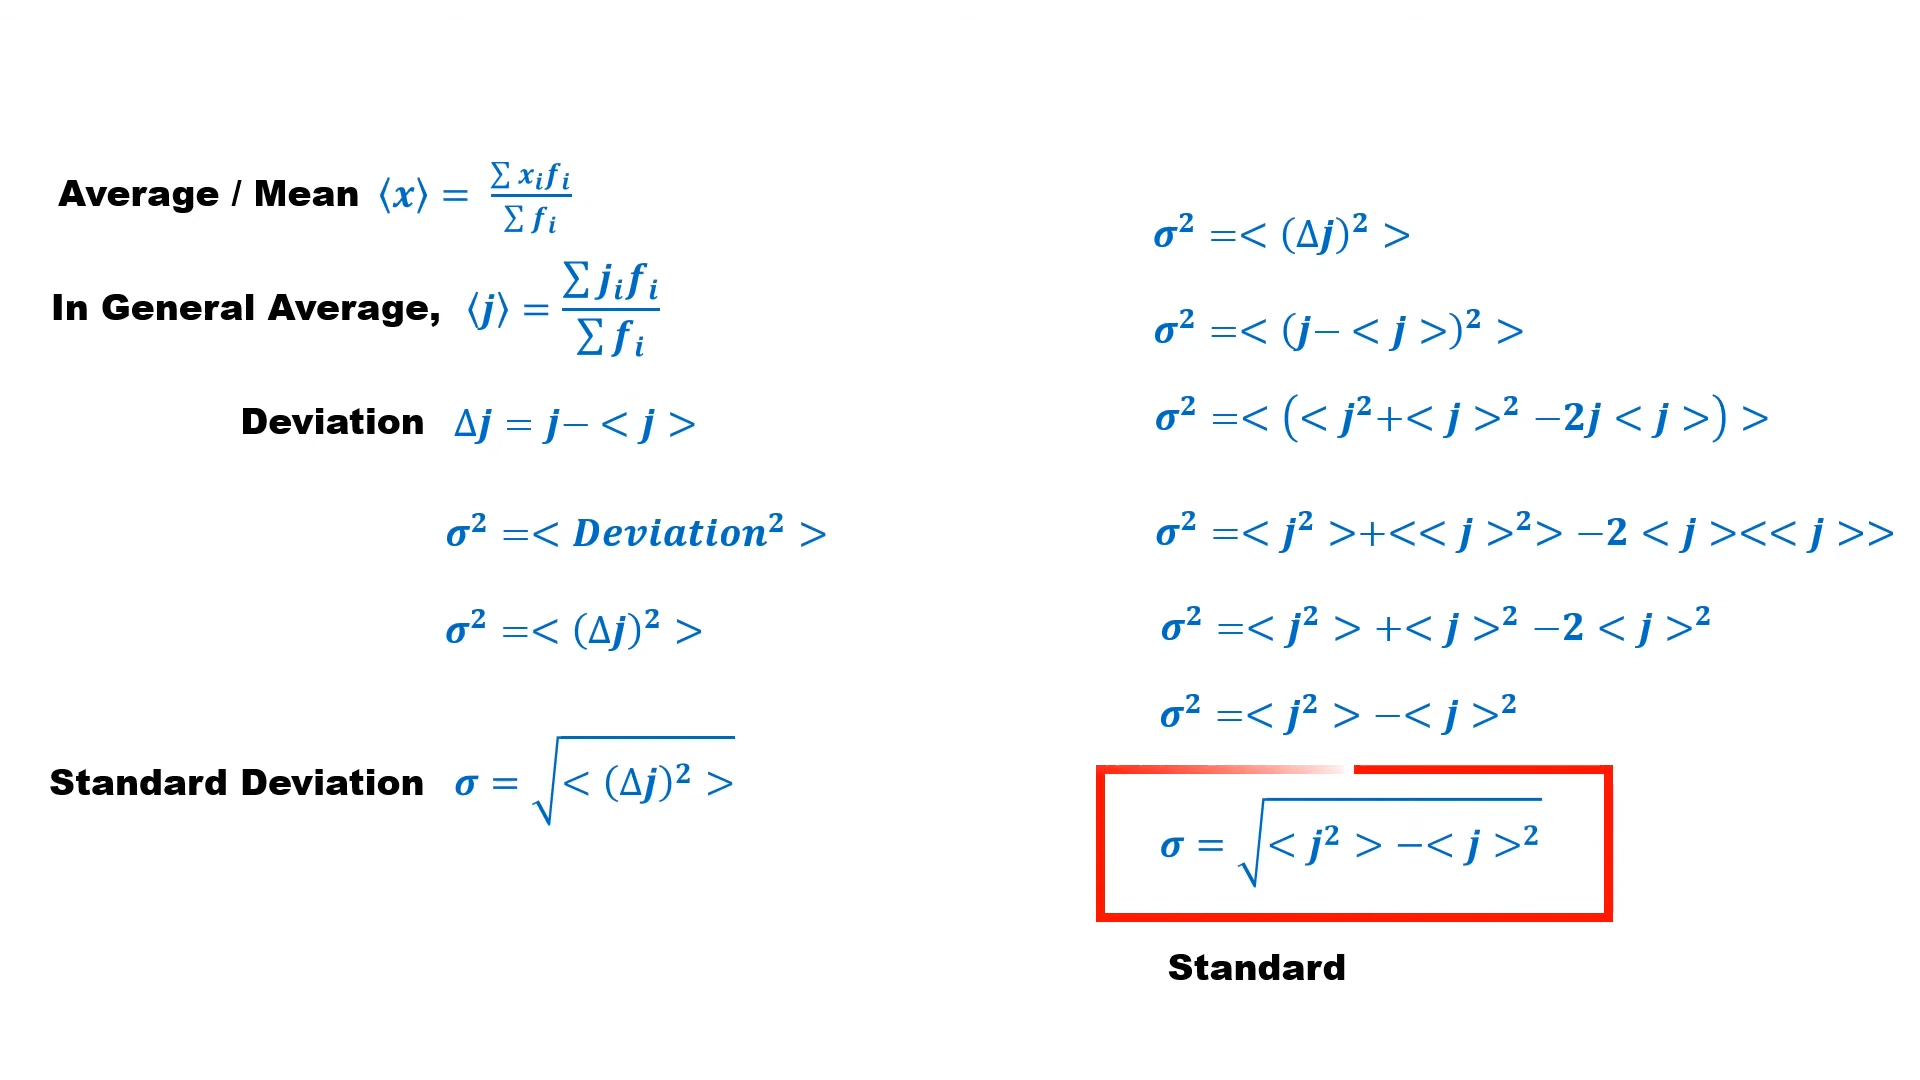 Average / Mean ⟨x⟩ = ∑ xᵢfᵢ / ∑ fᵢ
In General Average, ⟨j⟩ = ∑ jᵢfᵢ / ∑ fᵢ
Deviation Δj = j− < j >
σ² =< Deviation² >
σ² =< (Δj)² >
Standard Deviation σ = √< (Δj)² >
σ² =< (Δj)² >
σ² =< (j− < j >)² >
σ² =< (< j²+< j >² −2j < j >) >
σ² =< j² >+<< j >²> −2 < j ><< j >>
σ² =< j² > +< j >² −2 < j >²
σ² =< j² > −< j >²
σ = √< j² > −< j >²
Standard